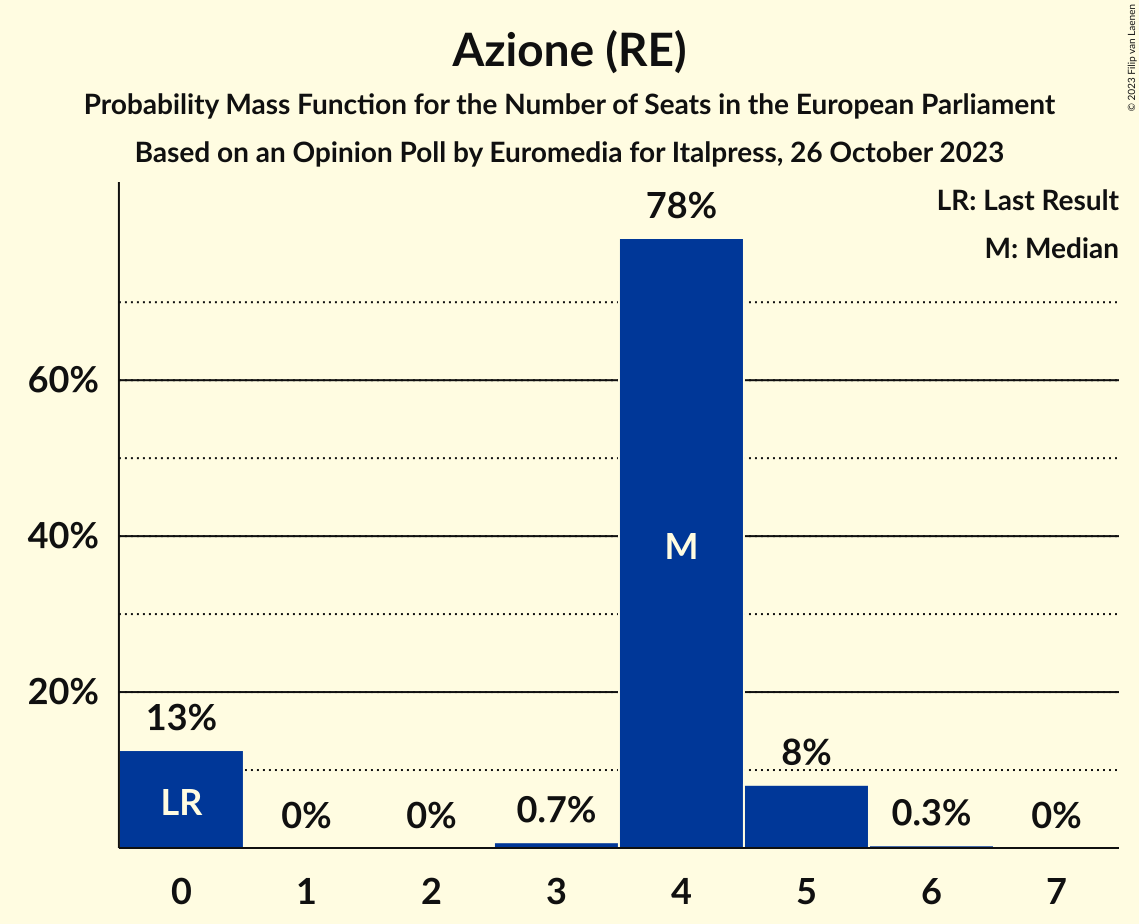 Azione (RE)
Probability Mass Function for the Number of Seats in the European Parliament
Based on an Opinion Poll by Euromedia for Italpress, 26 October 2023
© 2023 Filip van Laenen
LR: Last Result
M: Median
78%
60%
40%
20%
M
13%
LR
0%
0%
0.7%
8%
0.3%
0%
0 1 2 3 4 5 6 7